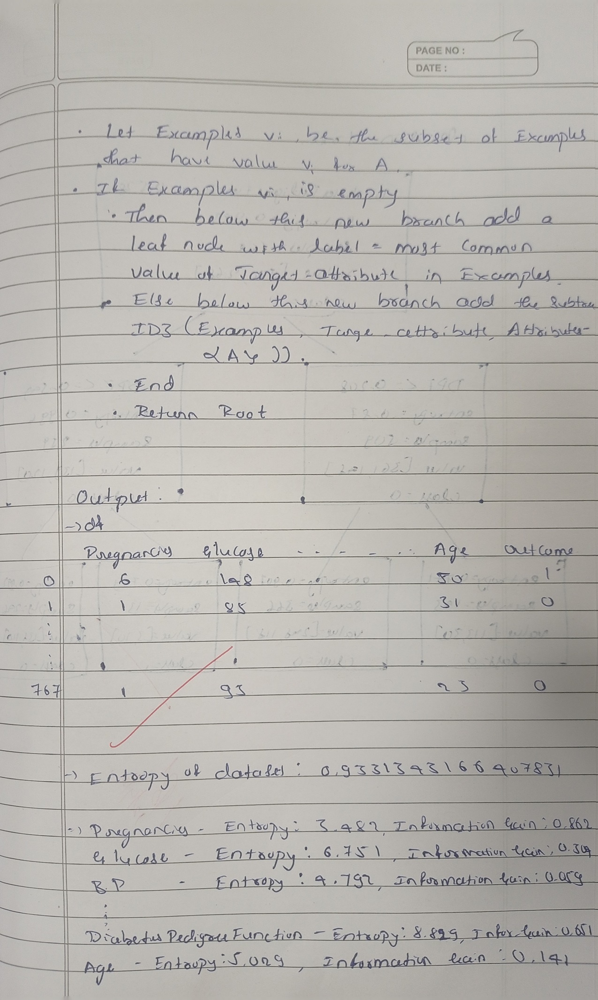 PAGE NO :
DATE :
• Let Examples vi, be, the subset of Examples
that have value vi for A.
• If Examples vi, is empty
• Then below this new branch add a
leaf node with label = most common
value of Target-attribute in Examples.
• Else below this new branch add the subtree
ID3 (Examples, Targe attribute, Attributes-
{A})).
• End
• Return Root
Output:
-> df
Pregnancies Glucose - - - - . . Age outcome
0 6 148 50 1
1 1 85 31 0
:
:
767 1 93 23 0
-> Entropy of dataset : 0.9331343166407831
-> Pregnancies - Entropy: 3.482, Information Gain: 0.862
Glucose - Entropy: 6.751, Information Gain: 0.304
B.P - Entropy: 4.792, Information Gain: 0.059
:
:
Diabetes Pedigree Function - Entropy: 8.829, Infor. Gain: 0.651
Age - Entropy: 5.029, Information Gain: 0.141